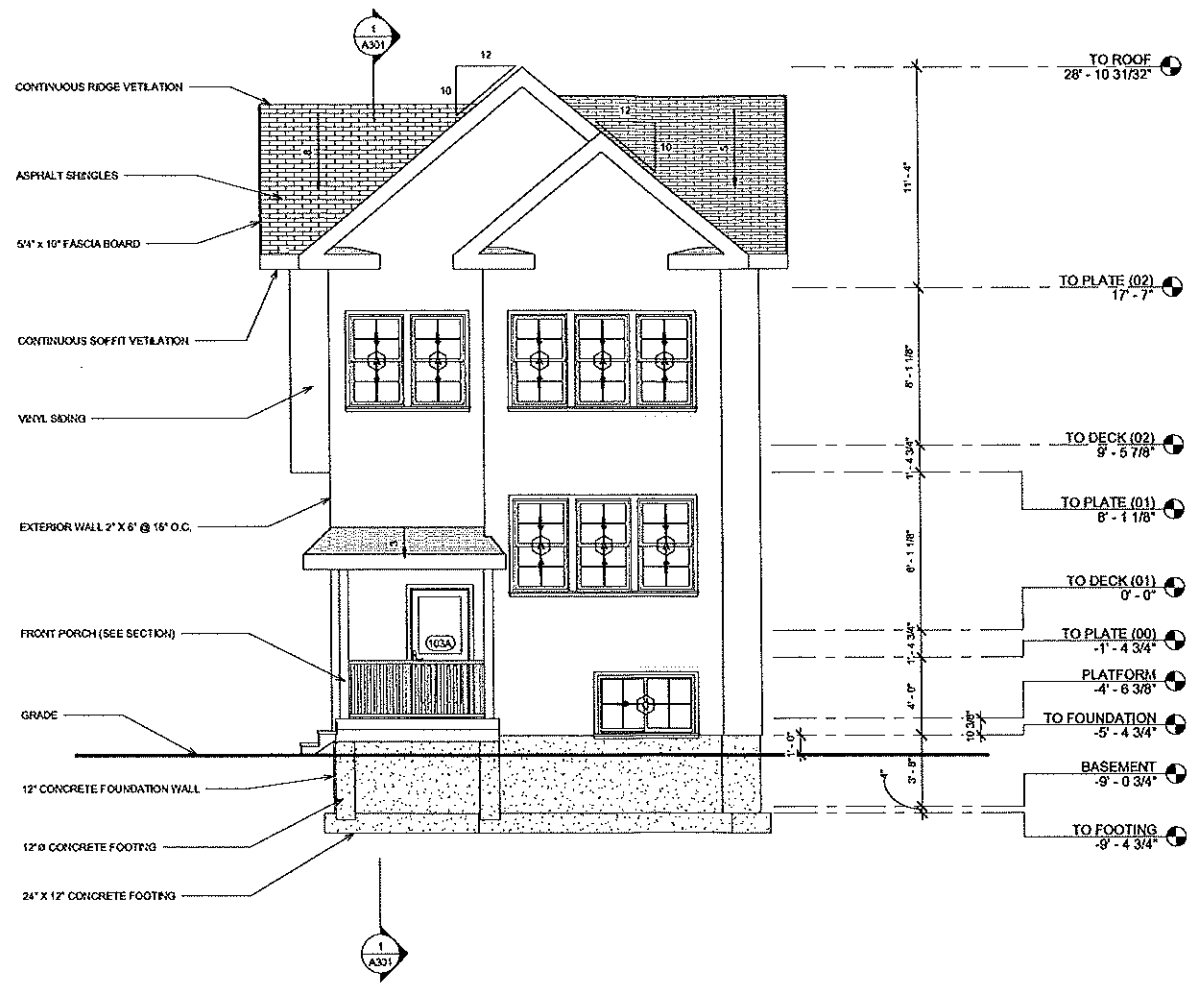 1
A301
12
10
CONTINUOUS RIDGE VETILATION
ASPHALT SHINGLES
5/4" x 10" FASCIA BOARD
CONTINUOUS SOFFIT VETILATION
VINYL SIDING
EXTERIOR WALL 2" X 6" @ 16" O.C.
FRONT PORCH (SEE SECTION)
GRADE
12" CONCRETE FOUNDATION WALL
12"Ø CONCRETE FOOTING
24" X 12" CONCRETE FOOTING
12
10
5
3
A
A
A
A
A
A
A
A
103A
C
TO ROOF
28' - 10 31/32"
TO PLATE (02)
17' - 7"
TO DECK (02)
9' - 5 7/8"
TO PLATE (01)
8' - 1 1/8"
TO DECK (01)
0' - 0"
TO PLATE (00)
-1' - 4 3/4"
PLATFORM
-4' - 6 3/8"
TO FOUNDATION
-5' - 4 3/4"
BASEMENT
-9' - 0 3/4"
TO FOOTING
-9' - 4 3/4"
11' - 4"
8' - 1 1/8"
1' - 4 3/4"
8' - 1 1/8"
1' - 4 3/4"
4' - 0"
10 3/8"
1' - 0"
3' - 8"
4"
1
A301